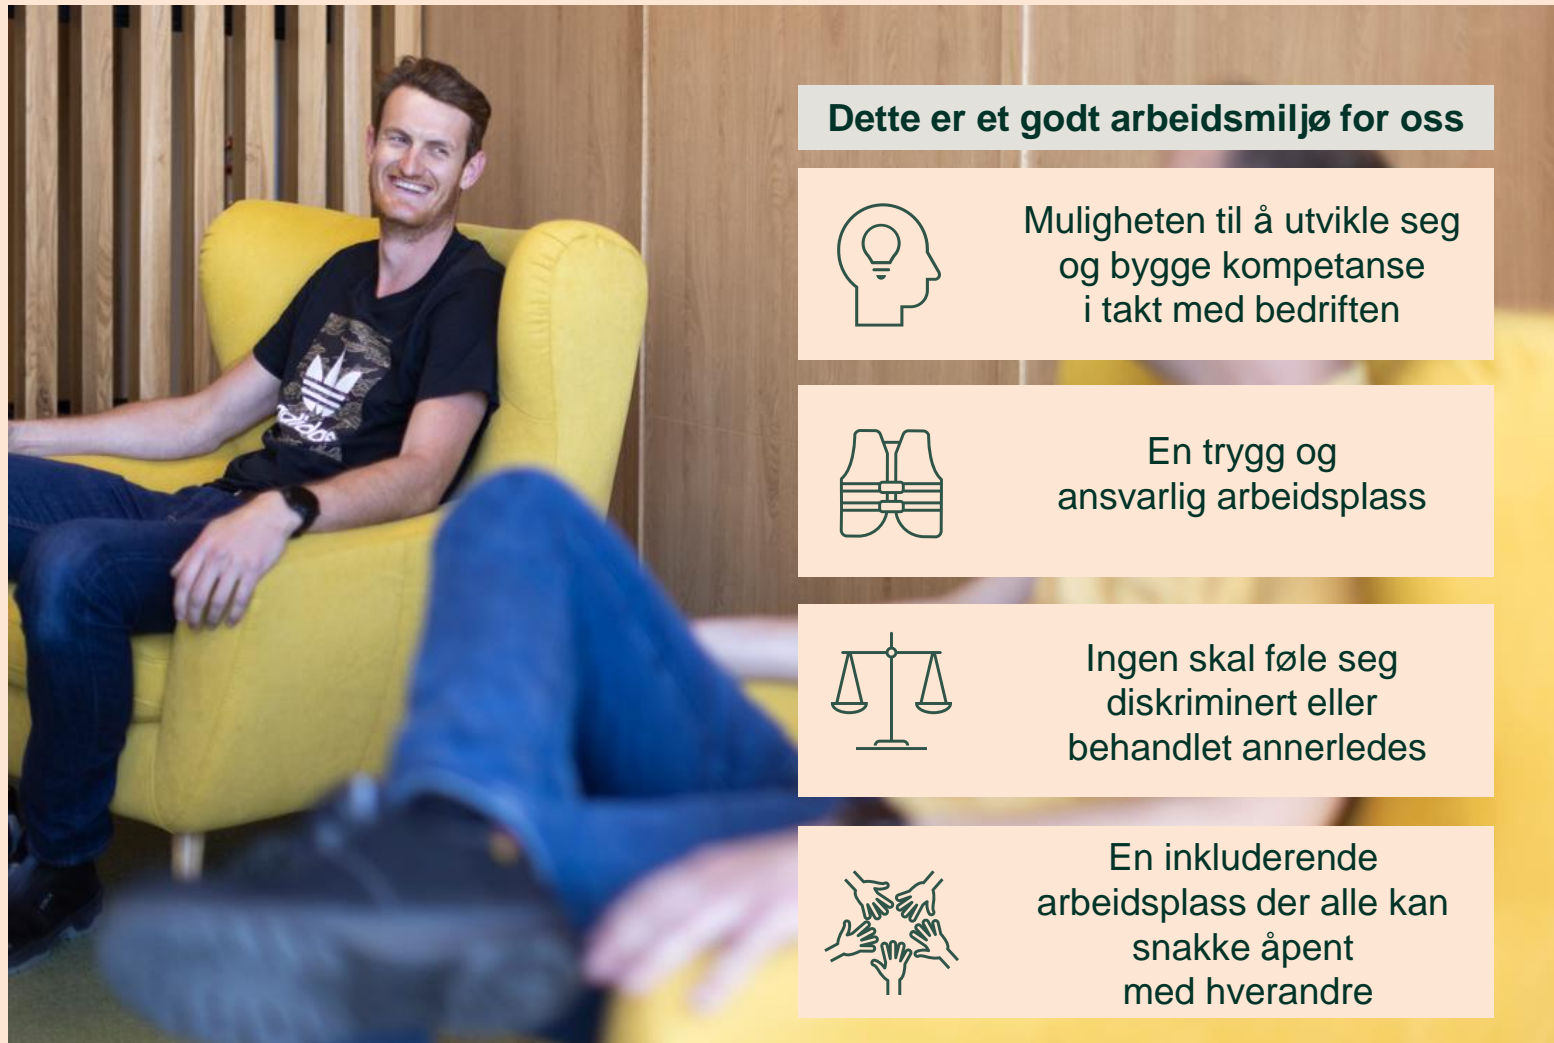 Dette er et godt arbeidsmiljø for oss
Muligheten til å utvikle seg
og bygge kompetanse
i takt med bedriften
En trygg og
ansvarlig arbeidsplass
Ingen skal føle seg
diskriminert eller
behandlet annerledes
En inkluderende
arbeidsplass der alle kan
snakke åpent
med hverandre
adidas